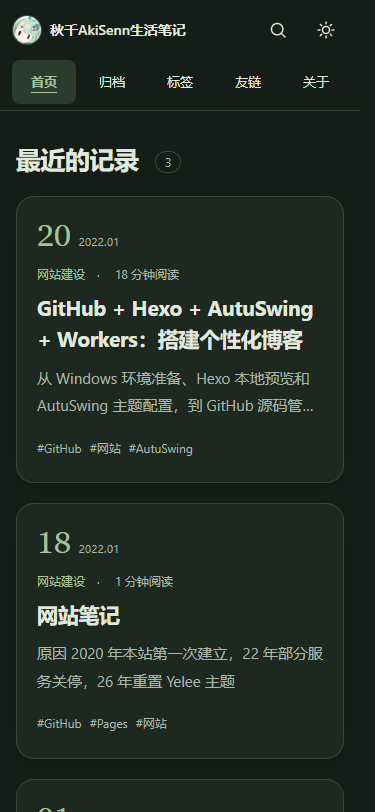 秋千AkiSenn生活笔记
首页 归档 标签 友链 关于
最近的记录 3
20 2022.01
网站建设 · 18 分钟阅读
GitHub + Hexo + AutuSwing
+ Workers：搭建个性化博客
从 Windows 环境准备、Hexo 本地预览和
AutuSwing 主题配置，到 GitHub 源码管...
#GitHub #网站 #AutuSwing
18 2022.01
网站建设 · 1 分钟阅读
网站笔记
原因 2020 年本站第一次建立，22 年部分服
务关停，26 年重置 Yelee 主题
#GitHub #Pages #网站